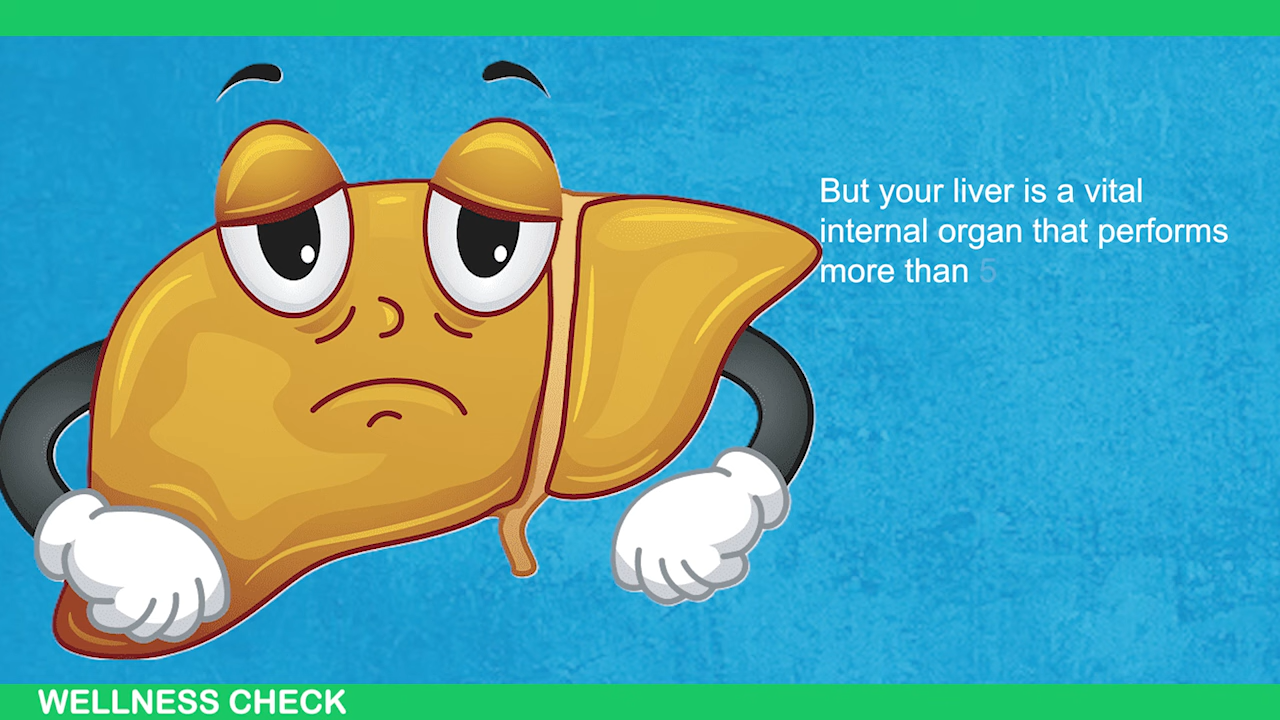 But your liver is a vital
internal organ that performs
more than 5
WELLNESS CHECK